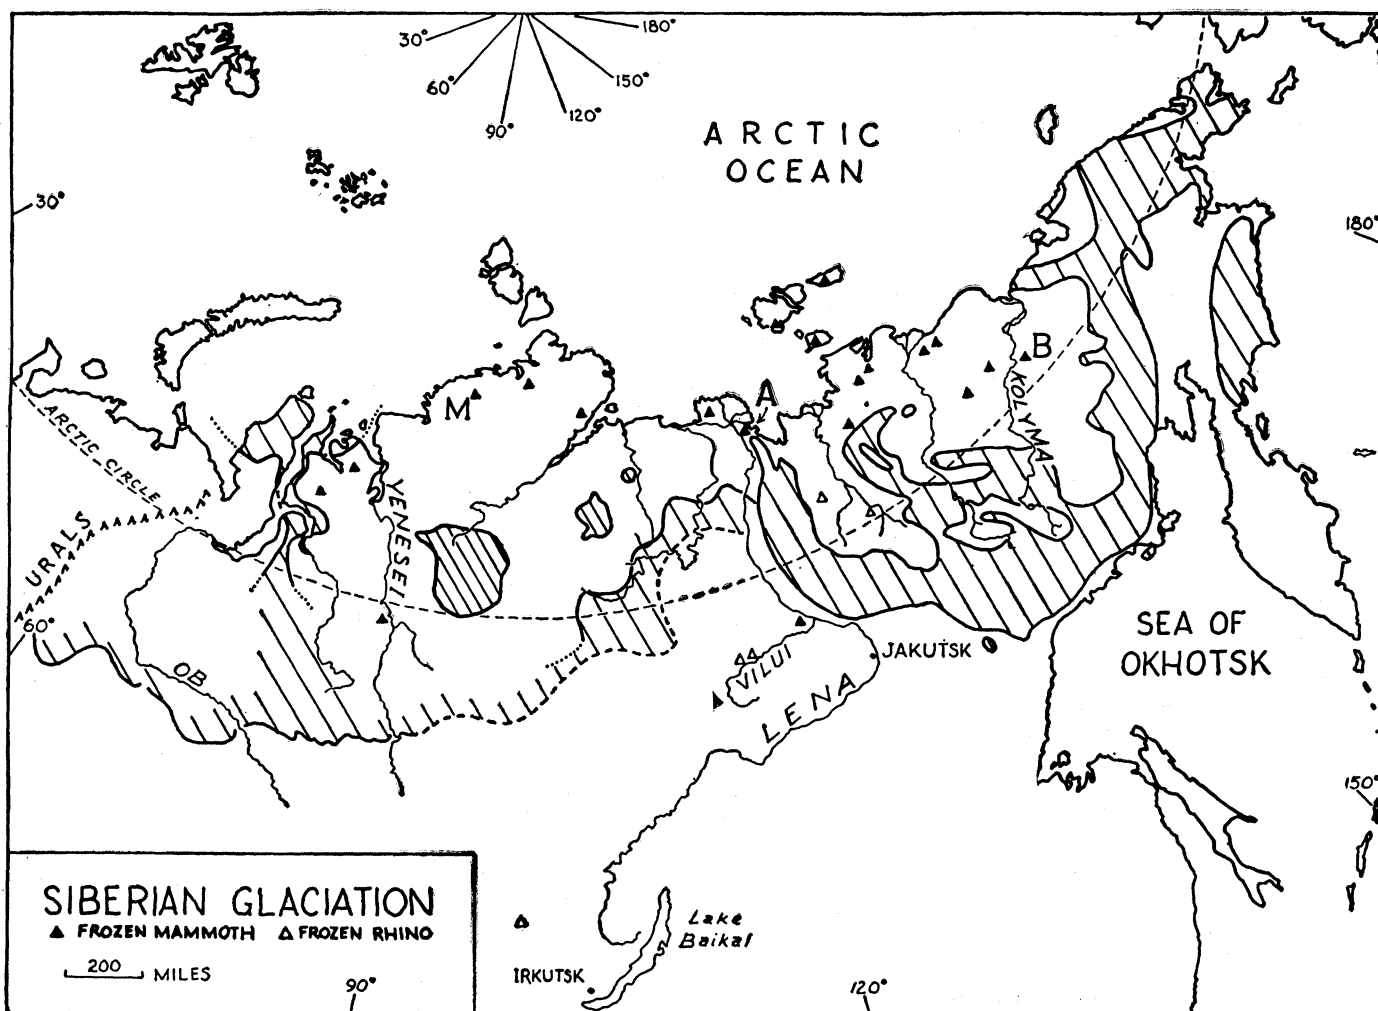 30°
60°
90°
120°
150°
180°
ARCTIC
OCEAN
30°
180°
M
A
B
KOLYMA
ARCTIC CIRCLE
URALS
YENESEI
60°
OB
VILUI
LENA
JAKUTSK
SEA OF
OKHOTSK
150°
SIBERIAN GLACIATION
▲ FROZEN MAMMOTH △ FROZEN RHINO
200 MILES
Lake
Baikal
IRKUTSK
90°
120°